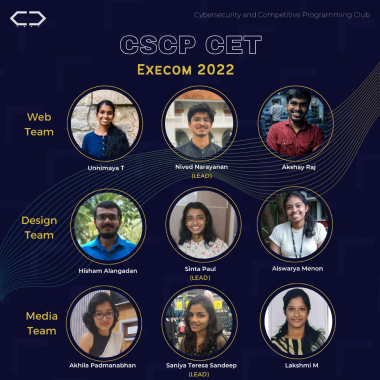 Cybersecurity and Competitive Programming Club
CSCP CET
EXECOM 2022
Web
Team
Unnimaya T
Nived Narayanan
(LEAD)
Akshay Raj
Design
Team
Hisham Alangadan
Sinta Paul
(LEAD)
Aiswarya Menon
Media
Team
Akhila Padmanabhan
Saniya Teresa Sandeep
(LEAD)
Lakshmi M